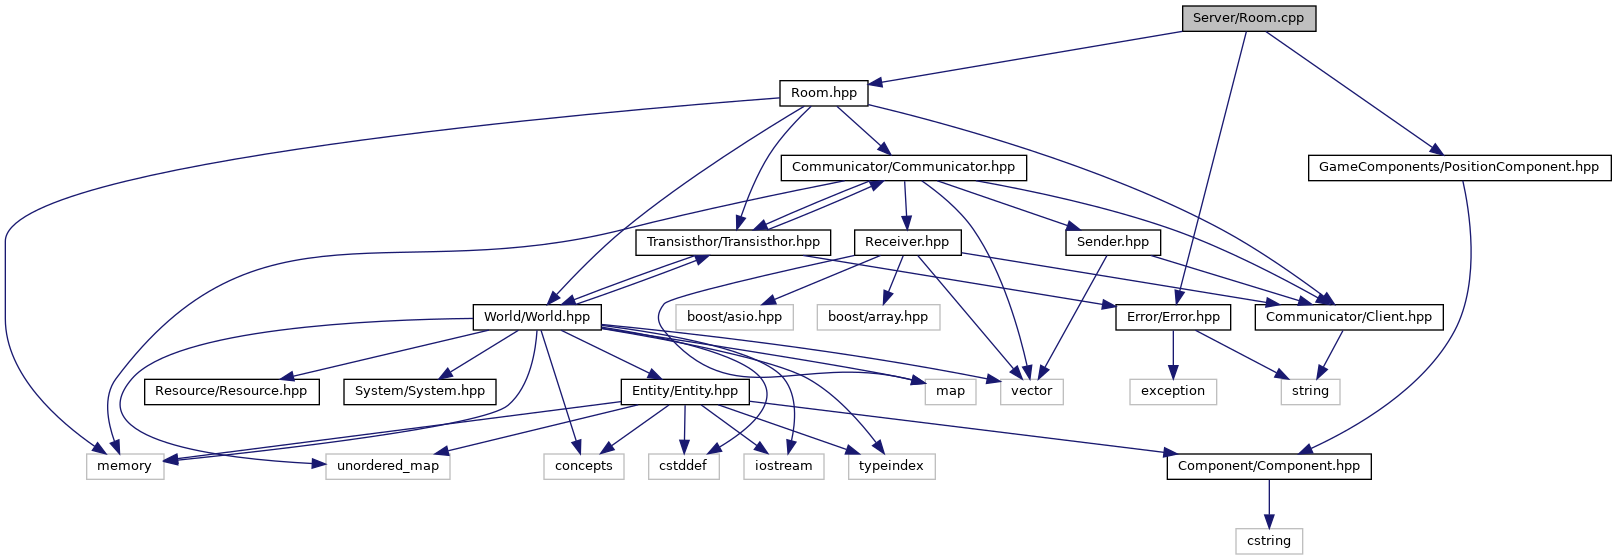 Server/Room.cpp
Room.hpp
Communicator/Communicator.hpp
GameComponents/PositionComponent.hpp
Transisthor/Transisthor.hpp
Receiver.hpp
Sender.hpp
World/World.hpp
boost/asio.hpp
boost/array.hpp
Error/Error.hpp
Communicator/Client.hpp
Resource/Resource.hpp
System/System.hpp
Entity/Entity.hpp
map
vector
exception
string
memory
unordered_map
concepts
cstddef
iostream
typeindex
Component/Component.hpp
cstring